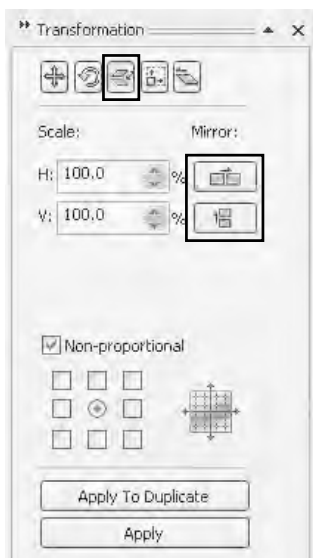 Transformation
Scale: Mirror:
H: 100.0 %
V: 100.0 %
Non-proportional
Apply To Duplicate
Apply